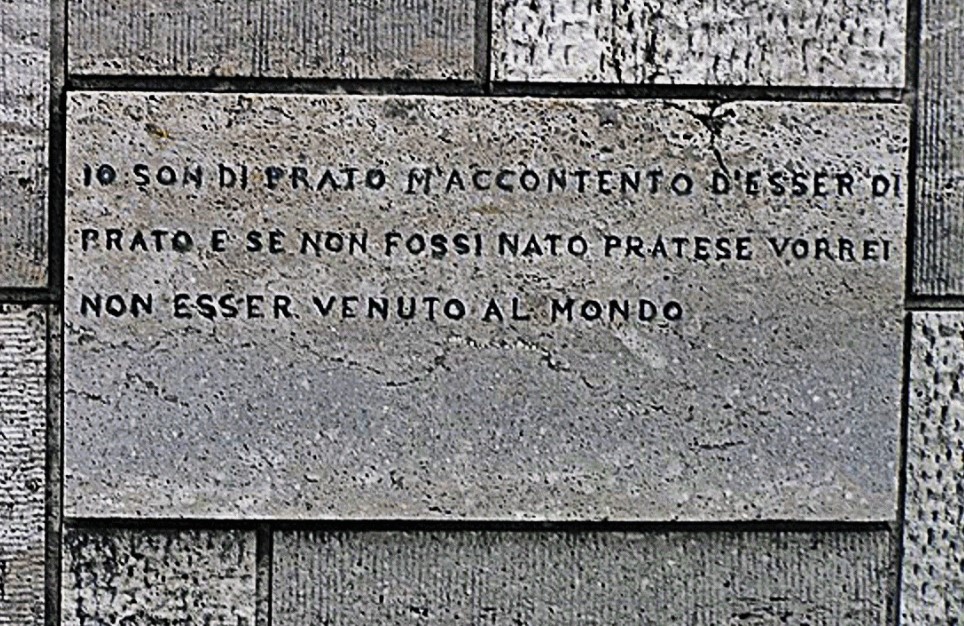 IO SON DI PRATO M'ACCONTENTO D'ESSER DI
PRATO E SE NON FOSSI NATO PRATESE VORREI
NON ESSER VENUTO AL MONDO